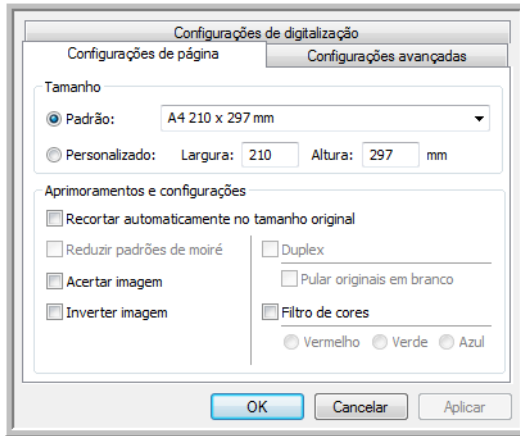 Configurações de digitalização
Configurações de página Configurações avançadas
Tamanho
Padrão: A4 210 x 297 mm
Personalizado: Largura: 210 Altura: 297 mm
Aprimoramentos e configurações
Recortar automaticamente no tamanho original
Reduzir padrões de moiré Duplex
Acertar imagem Pular originais em branco
Inverter imagem Filtro de cores
Vermelho Verde Azul
OK Cancelar Aplicar